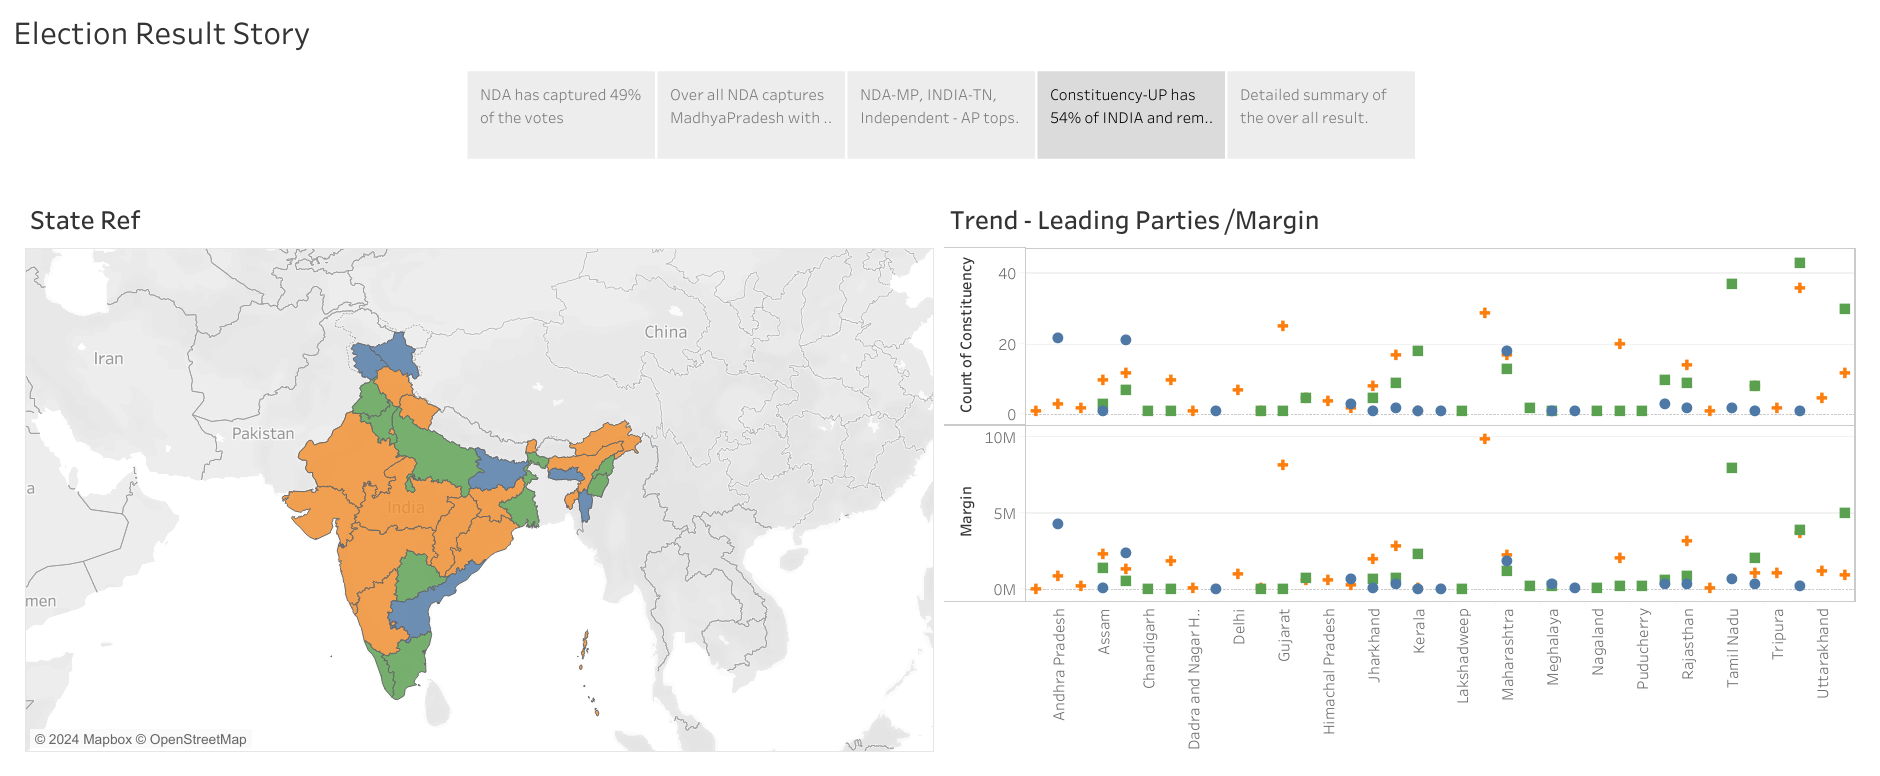 Election Result Story
NDA has captured 49%
of the votes
Over all NDA captures
MadhyaPradesh with ..
NDA-MP, INDIA-TN,
Independent - AP tops.
Constituency-UP has
54% of INDIA and rem..
Detailed summary of
the over all result.
State Ref
China
Iran
Pakistan
India
a
men
© 2024 Mapbox © OpenStreetMap
Trend - Leading Parties /Margin
Count of Constituency
40
20
0
Margin
10M
5M
0M
Andhra Pradesh
Assam
Chandigarh
Dadra and Nagar H..
Delhi
Gujarat
Himachal Pradesh
Jharkhand
Kerala
Lakshadweep
Maharashtra
Meghalaya
Nagaland
Puducherry
Rajasthan
Tamil Nadu
Tripura
Uttarakhand